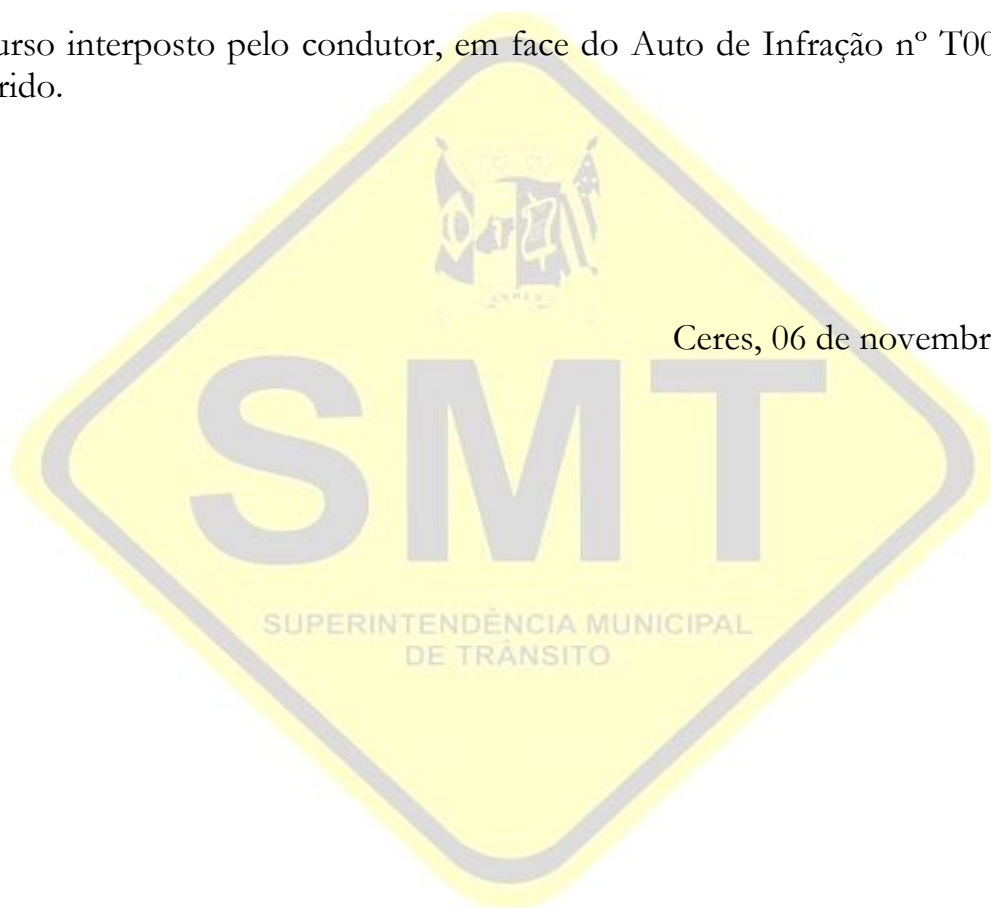 urso interposto pelo condutor, em face do Auto de Infração nº T00
rido.
CERES
Ceres, 06 de novembr
SMT
SUPERINTENDÊNCIA MUNICIPAL
DE TRÂNSITO